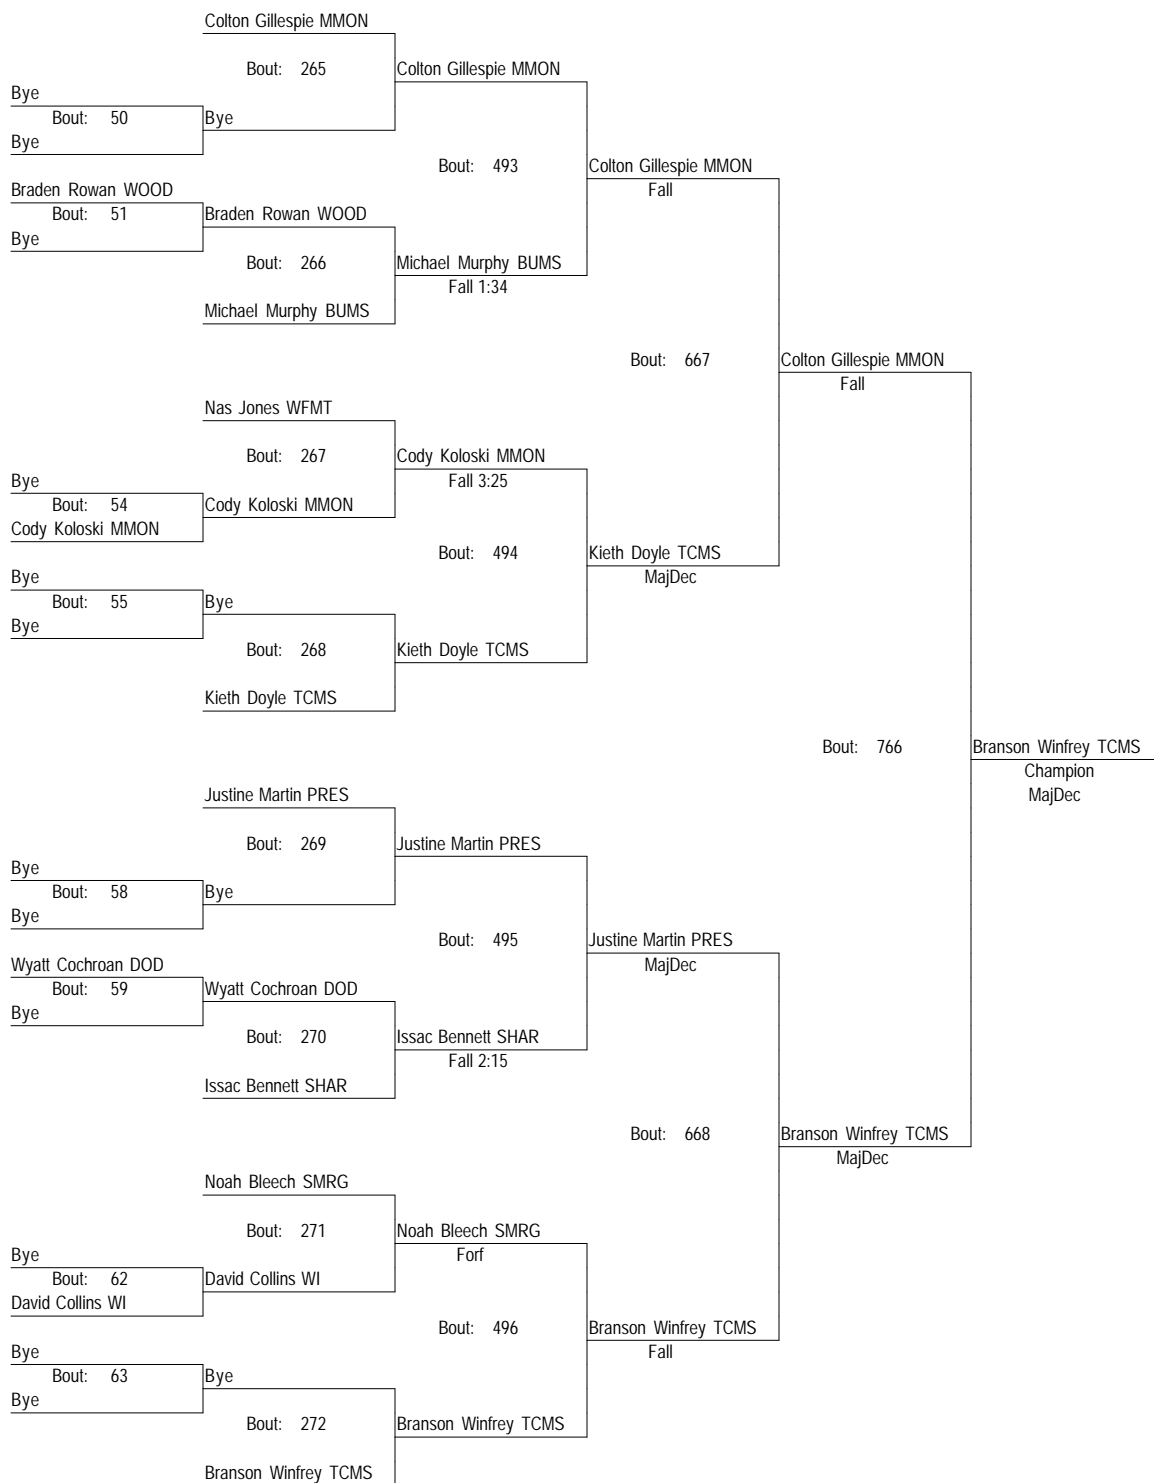 Colton Gillespie MMON
Bout: 265
Colton Gillespie MMON
Bye
Bout: 50
Bye
Bye
Bout: 493
Colton Gillespie MMON
Fall
Braden Rowan WOOD
Bout: 51
Braden Rowan WOOD
Bye
Bout: 266
Michael Murphy BUMS
Fall 1:34
Michael Murphy BUMS
Bout: 667
Colton Gillespie MMON
Fall
Nas Jones WFMT
Bout: 267
Cody Koloski MMON
Fall 3:25
Bye
Bout: 54
Cody Koloski MMON
Cody Koloski MMON
Bout: 494
Kieth Doyle TCMS
MajDec
Bye
Bout: 55
Bye
Bye
Bout: 268
Kieth Doyle TCMS
Kieth Doyle TCMS
Bout: 766
Branson Winfrey TCMS
Champion
MajDec
Justine Martin PRES
Bout: 269
Justine Martin PRES
Bye
Bout: 58
Bye
Bye
Bout: 495
Justine Martin PRES
MajDec
Wyatt Cochroan DOD
Bout: 59
Wyatt Cochroan DOD
Bye
Bout: 270
Issac Bennett SHAR
Fall 2:15
Issac Bennett SHAR
Bout: 668
Branson Winfrey TCMS
MajDec
Noah Bleech SMRG
Bout: 271
Noah Bleech SMRG
Forf
Bye
Bout: 62
David Collins WI
David Collins WI
Bout: 496
Branson Winfrey TCMS
Fall
Bye
Bout: 63
Bye
Bye
Bout: 272
Branson Winfrey TCMS
Branson Winfrey TCMS